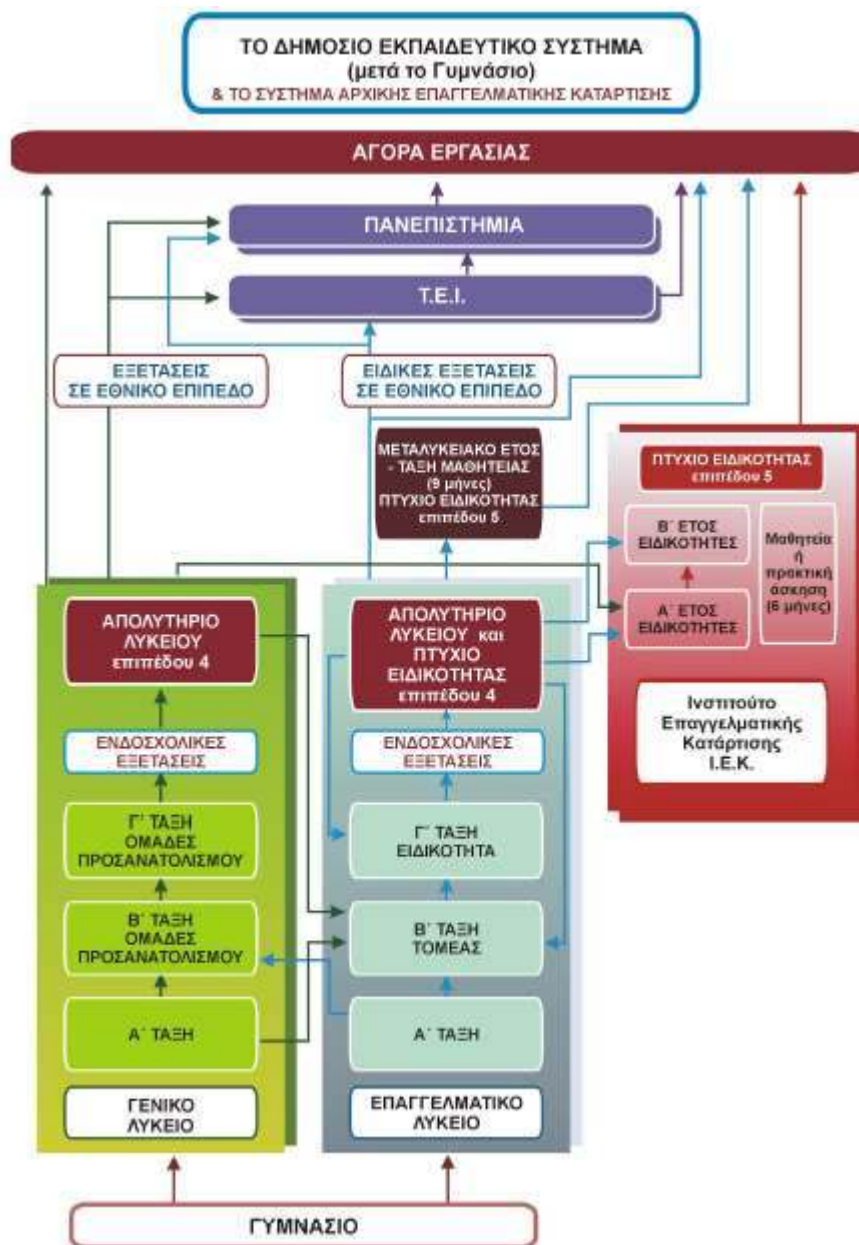 ΤΟ ΔΗΜΟΣΙΟ ΕΚΠΑΙΔΕΥΤΙΚΟ ΣΥΣΤΗΜΑ
(μετά το Γυμνάσιο)
& ΤΟ ΣΥΣΤΗΜΑ ΑΡΧΙΚΗΣ ΕΠΑΓΓΕΛΜΑΤΙΚΗΣ ΚΑΤΑΡΤΙΣΗΣ
ΑΓΟΡΑ ΕΡΓΑΣΙΑΣ
ΠΑΝΕΠΙΣΤΗΜΙΑ
Τ.Ε.Ι.
ΕΞΕΤΑΣΕΙΣ
ΣΕ ΕΘΝΙΚΟ ΕΠΙΠΕΔΟ
ΕΙΔΙΚΕΣ ΕΞΕΤΑΣΕΙΣ
ΣΕ ΕΘΝΙΚΟ ΕΠΙΠΕΔΟ
ΜΕΤΑΛΥΚΕΙΑΚΟ ΕΤΟΣ
- ΤΑΞΗ ΜΑΘΗΤΕΙΑΣ
(9 μήνες)
ΠΤΥΧΙΟ ΕΙΔΙΚΟΤΗΤΑΣ
επιπέδου 5
ΠΤΥΧΙΟ ΕΙΔΙΚΟΤΗΤΑΣ
επιπέδου 5
Β΄ ΕΤΟΣ
ΕΙΔΙΚΟΤΗΤΕΣ
Α΄ ΕΤΟΣ
ΕΙΔΙΚΟΤΗΤΕΣ
Μαθητεία
ή
πρακτική
άσκηση
(6 μήνες)
Ινστιτούτο
Επαγγελματικής
Κατάρτισης
Ι.Ε.Κ.
ΑΠΟΛΥΤΗΡΙΟ
ΛΥΚΕΙΟΥ
επιπέδου 4
ΕΝΔΟΣΧΟΛΙΚΕΣ
ΕΞΕΤΑΣΕΙΣ
Γ΄ ΤΑΞΗ
ΟΜΑΔΕΣ
ΠΡΟΣΑΝΑΤΟΛΙΣΜΟΥ
Β΄ ΤΑΞΗ
ΟΜΑΔΕΣ
ΠΡΟΣΑΝΑΤΟΛΙΣΜΟΥ
Α΄ ΤΑΞΗ
ΓΕΝΙΚΟ
ΛΥΚΕΙΟ
ΑΠΟΛΥΤΗΡΙΟ
ΛΥΚΕΙΟΥ και
ΠΤΥΧΙΟ
ΕΙΔΙΚΟΤΗΤΑΣ
επιπέδου 4
ΕΝΔΟΣΧΟΛΙΚΕΣ
ΕΞΕΤΑΣΕΙΣ
Γ΄ ΤΑΞΗ
ΕΙΔΙΚΟΤΗΤΑ
Β΄ ΤΑΞΗ
ΤΟΜΕΑΣ
Α΄ ΤΑΞΗ
ΕΠΑΓΓΕΛΜΑΤΙΚΟ
ΛΥΚΕΙΟ
ΓΥΜΝΑΣΙΟ